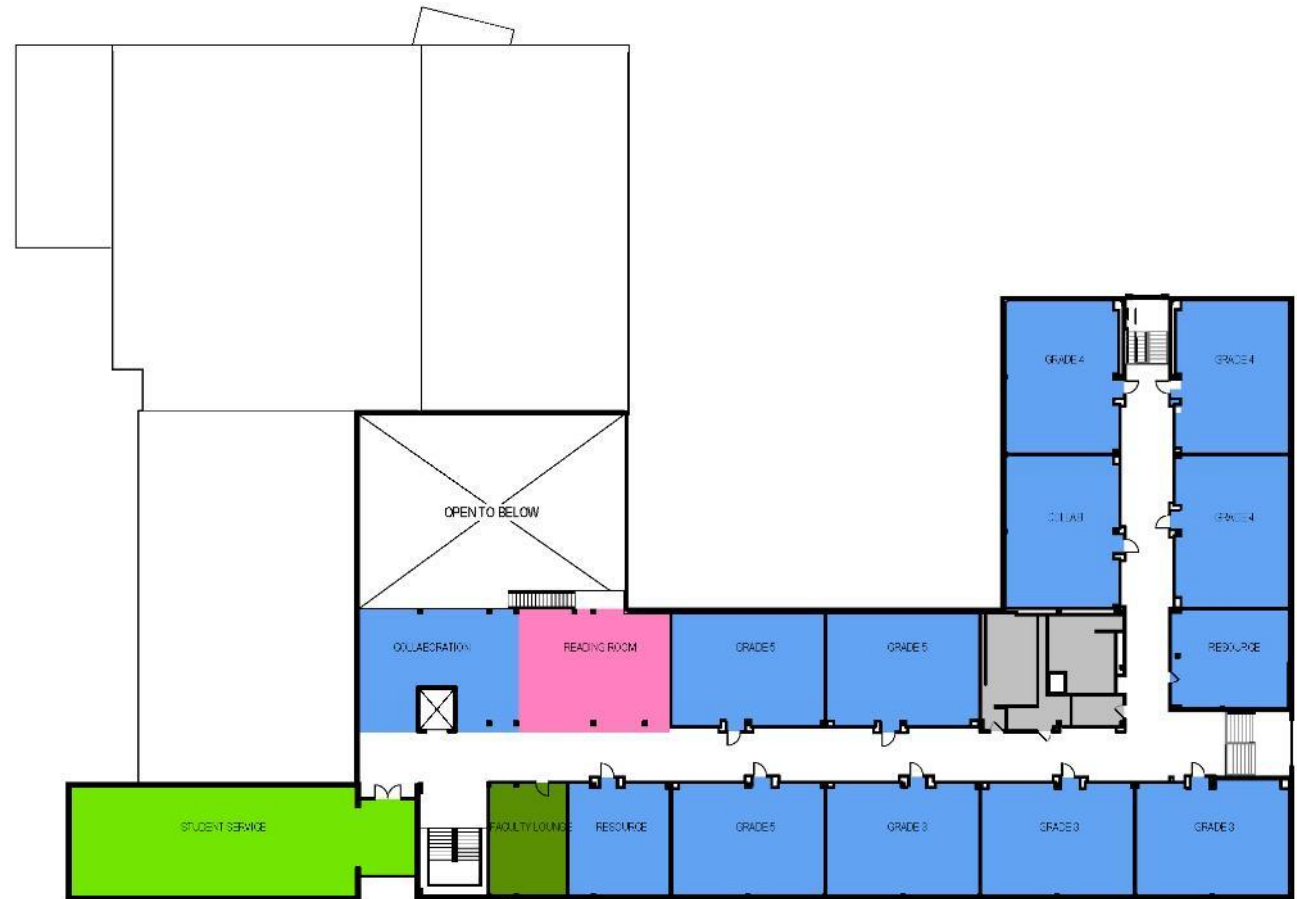 GRADE 4
GRADE 4
OPEN TO BELOW
COLLAB
GRADE 4
COLLABORATION
READING ROOM
GRADE 5
GRADE 5
RESOURCE
STUDENT SERVICE
FACULTY LOUNGE
RESOURCE
GRADE 5
GRADE 3
GRADE 3
GRADE 3